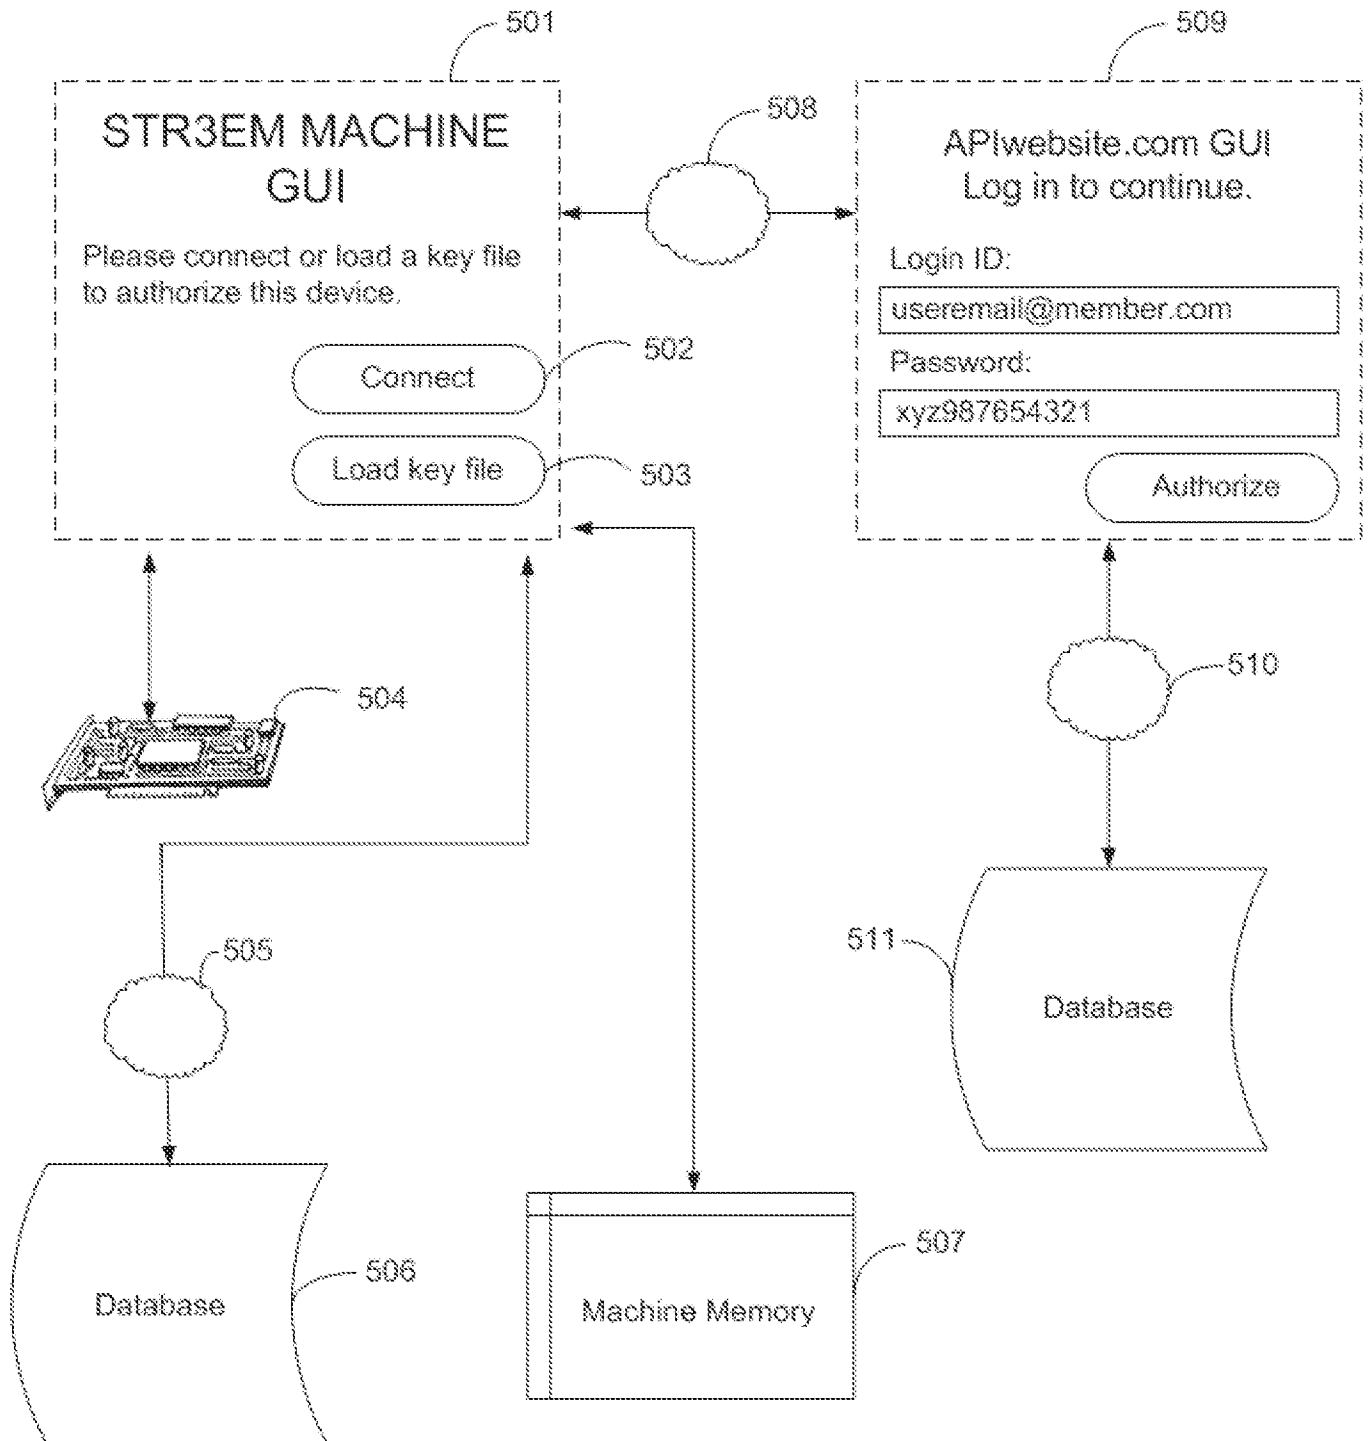 501
STR3EM MACHINE
GUI
Please connect or load a key file
to authorize this device.
Connect
502
Load key file
503
508
509
APIwebsite.com GUI
Log in to continue.
Login ID:
useremail@member.com
Password:
xyz987654321
Authorize
504
510
505
511
Database
506
Database
507
Machine Memory